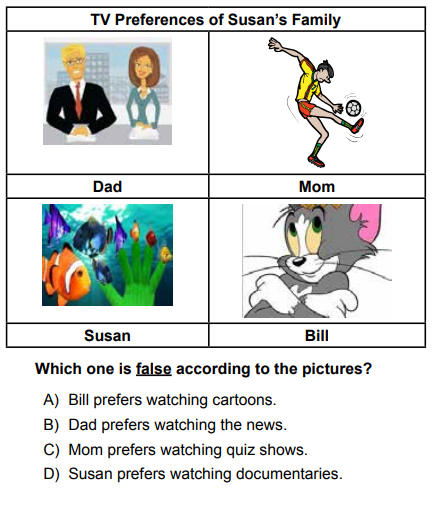 TV Preferences of Susan's Family
Dad
Mom
Susan
Bill
Which one is false according to the pictures?
A) Bill prefers watching cartoons.
B) Dad prefers watching the news.
C) Mom prefers watching quiz shows.
D) Susan prefers watching documentaries.